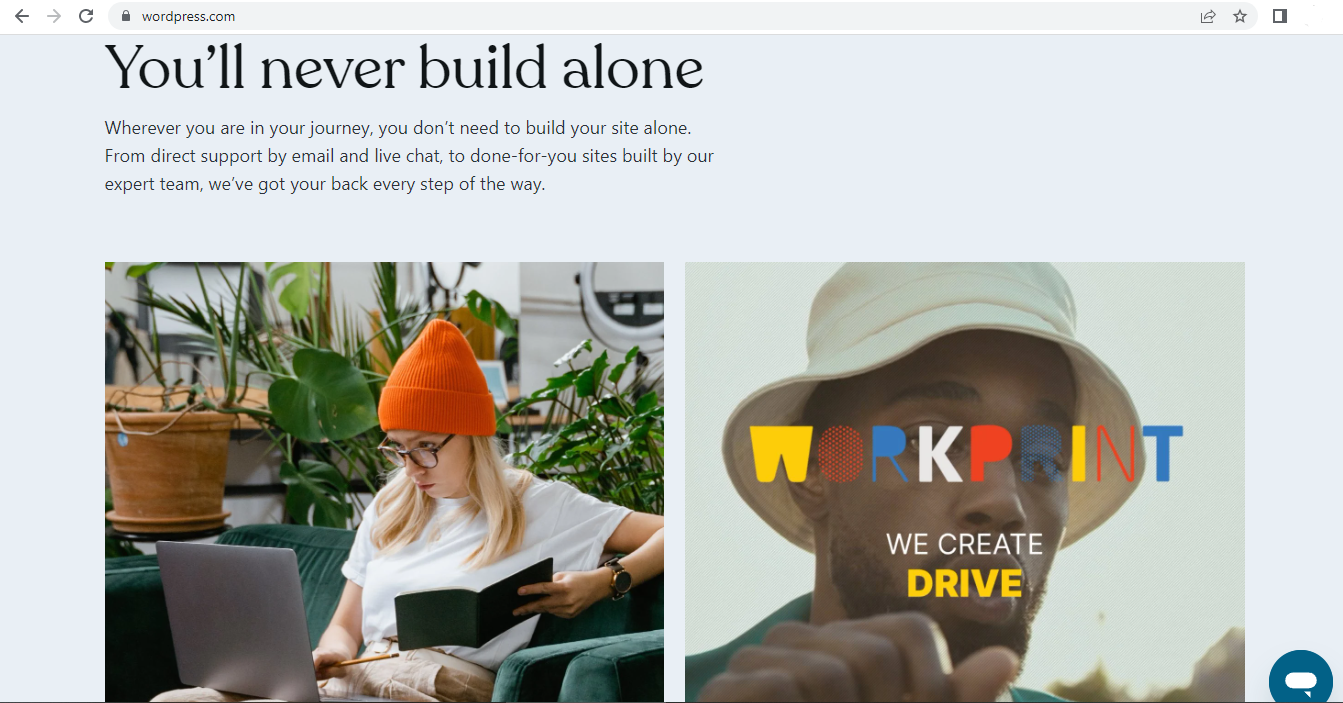 wordpress.com
You’ll never build alone
Wherever you are in your journey, you don’t need to build your site alone.
From direct support by email and live chat, to done-for-you sites built by our
expert team, we’ve got your back every step of the way.
WORKPRINT
WE CREATE
DRIVE